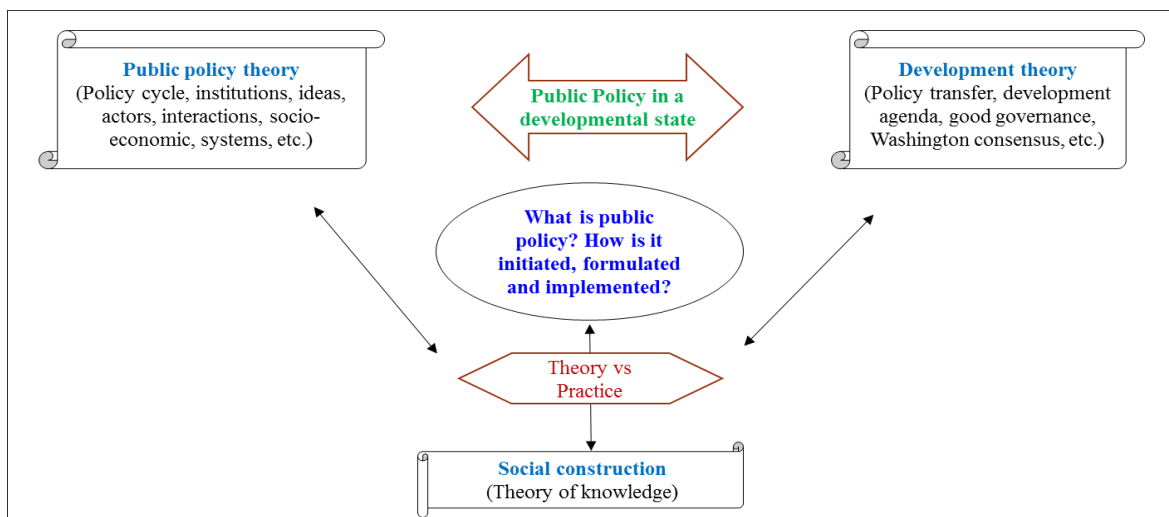 Public policy theory
(Policy cycle, institutions, ideas,
actors, interactions, socio-
economic, systems, etc.)
Public Policy in a
developmental state
Development theory
(Policy transfer, development
agenda, good governance,
Washington consensus, etc.)
What is public
policy? How is it
initiated, formulated
and implemented?
Theory vs
Practice
Social construction
(Theory of knowledge)